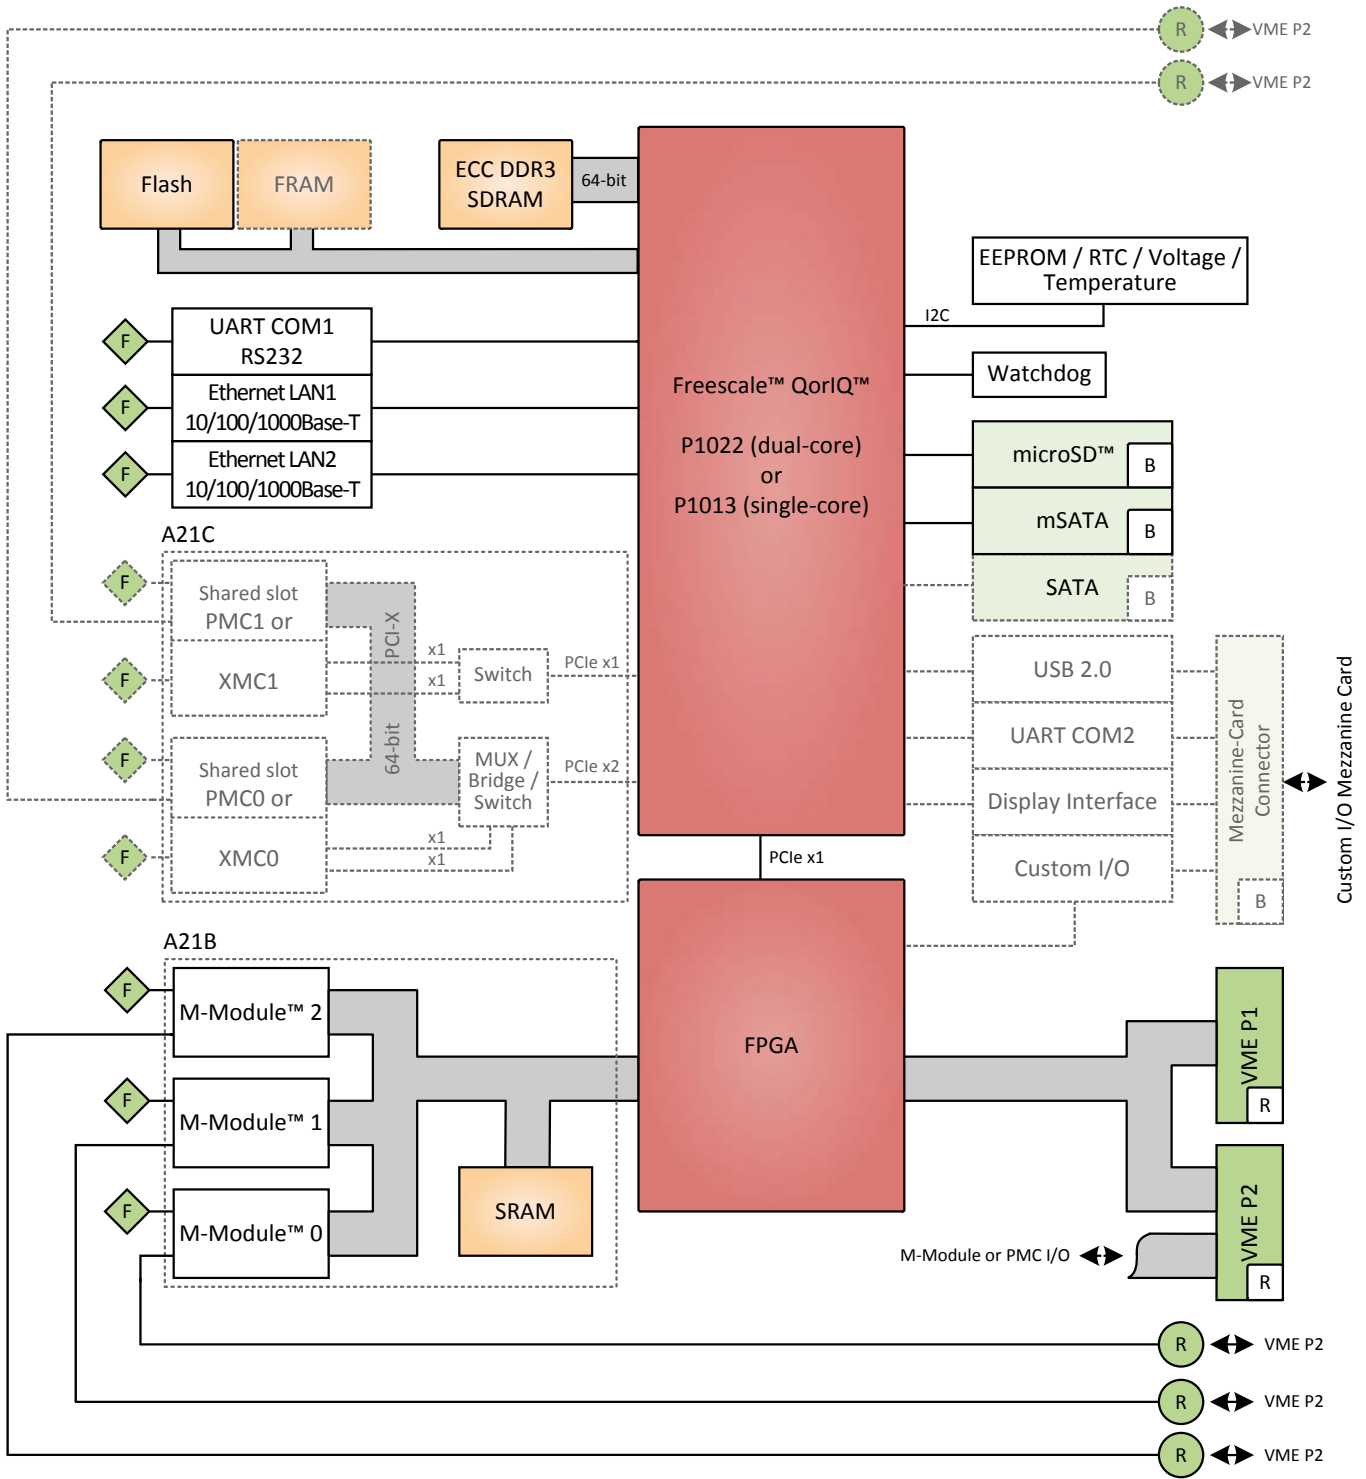 R
VME P2
R
VME P2
Flash
FRAM
ECC DDR3
SDRAM
64-bit
EEPROM / RTC / Voltage /
Temperature
I2C
F
UART COM1
RS232
F
Ethernet LAN1
10/100/1000Base-T
F
Ethernet LAN2
10/100/1000Base-T
Freescale™ QorIQ™
P1022 (dual-core)
or
P1013 (single-core)
Watchdog
microSD™
B
mSATA
B
SATA
B
A21C
F
Shared slot
PMC1 or
F
XMC1
PCI-X
64-bit
x1
x1
Switch
PCIe x1
F
Shared slot
PMC0 or
F
XMC0
MUX /
Bridge /
Switch
PCIe x2
x1
x1
USB 2.0
UART COM2
Display Interface
Custom I/O
Mezzanine-Card
Connector
B
Custom I/O Mezzanine Card
PCIe x1
A21B
F
M-Module™ 2
F
M-Module™ 1
F
M-Module™ 0
SRAM
FPGA
VME P1
R
VME P2
R
M-Module or PMC I/O
R
VME P2
R
VME P2
R
VME P2